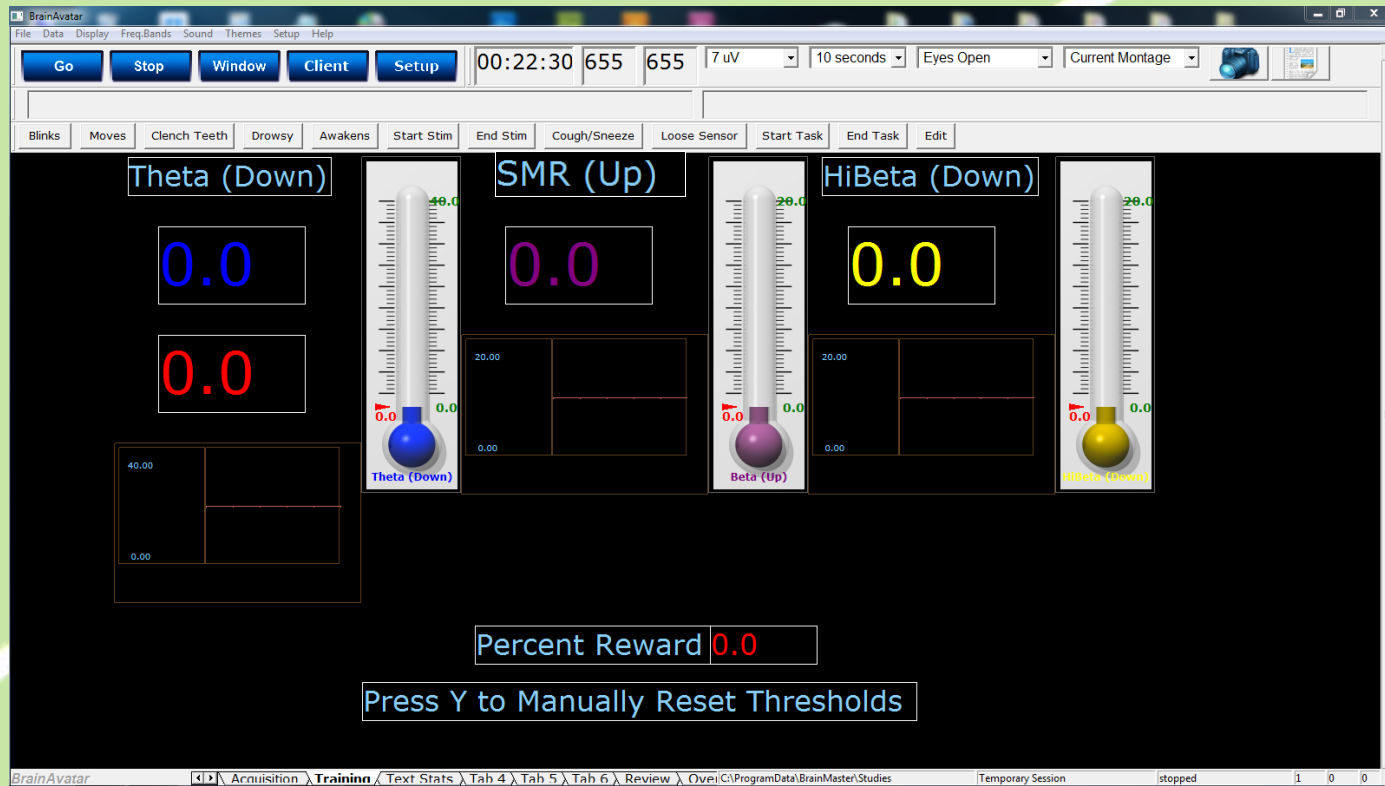 BrainAvatar
File Data Display Freq.Bands Sound Themes Setup Help
Go Stop Window Client Setup 00:22:30 655 655 7 uV 10 seconds Eyes Open Current Montage
Blinks Moves Clench Teeth Drowsy Awakens Start Stim End Stim Cough/Sneeze Loose Sensor Start Task End Task Edit
Theta (Down) SMR (Up) HiBeta (Down)
40.0 20.0 20.0
0.0 0.0 0.0
20.00 20.00
0.0
0.0 0.0 0.0 0.0 0.0 0.0
0.00 0.00
40.00
Theta (Down) Beta (Up) HiBeta (Down)
0.00
Percent Reward 0.0
Press Y to Manually Reset Thresholds
BrainAvatar Acquisition Training Text Stats Tab 4 Tab 5 Tab 6 Review Over C:\ProgramData\BrainMaster\Studies Temporary Session stopped 1 0 0